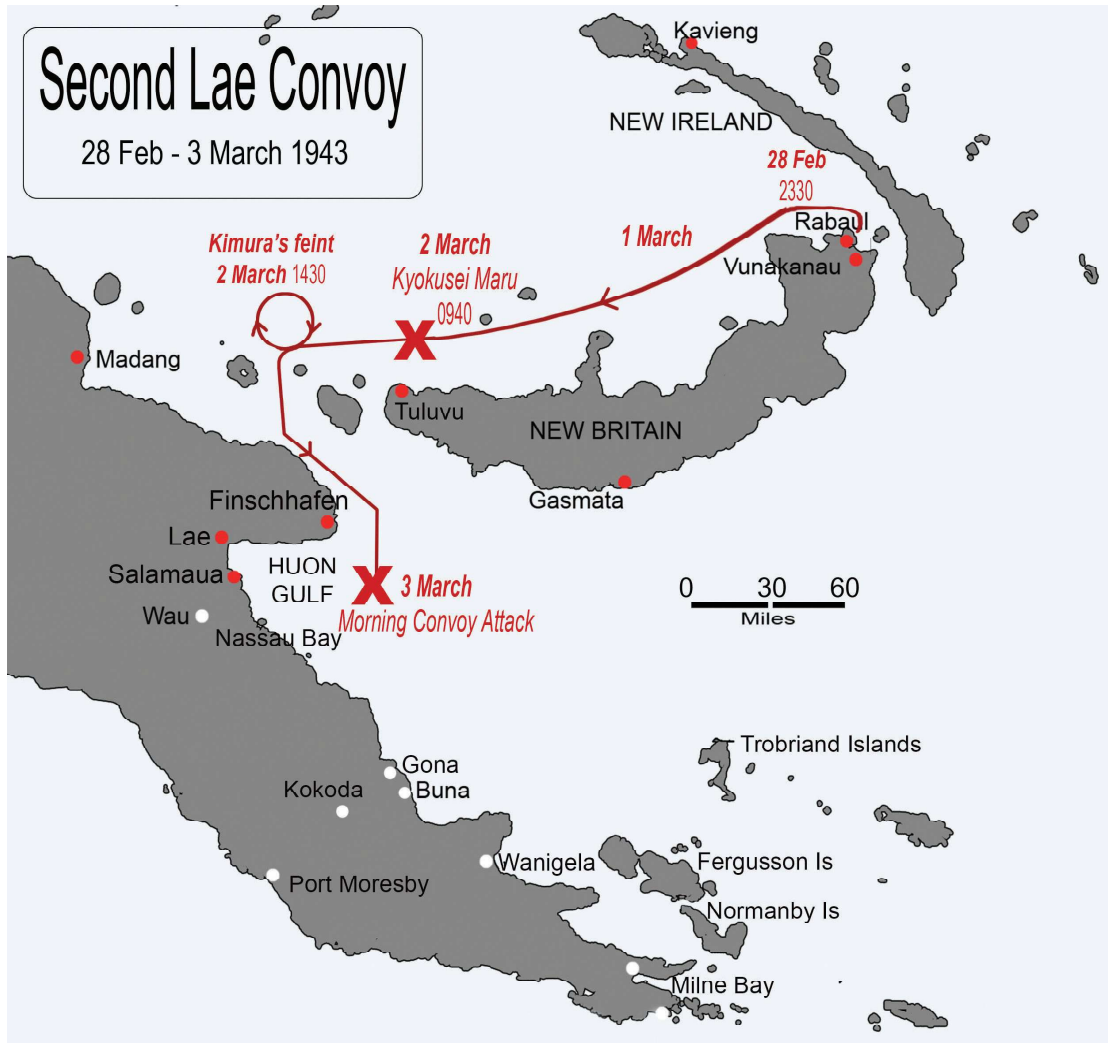 Second Lae Convoy
28 Feb - 3 March 1943
Kavieng
NEW IRELAND
28 Feb
2330
Rabaul
1 March
Vunakanau
Kimura's feint
2 March 1430
2 March
Kyokusei Maru
0940
Madang
Tuluvu
NEW BRITAIN
Gasmata
Finschhafen
Lae
HUON
GULF
Salamaua
3 March
Morning Convoy Attack
0 30 60
Miles
Wau
Nassau Bay
Trobriand Islands
Gona
Kokoda
Buna
Wanigela
Fergusson Is
Port Moresby
Normanby Is
Milne Bay